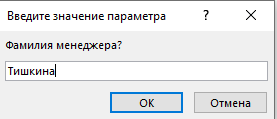 Введите значение параметра ? ×
Фамилия менеджера?
Тишкина
ОК Отмена